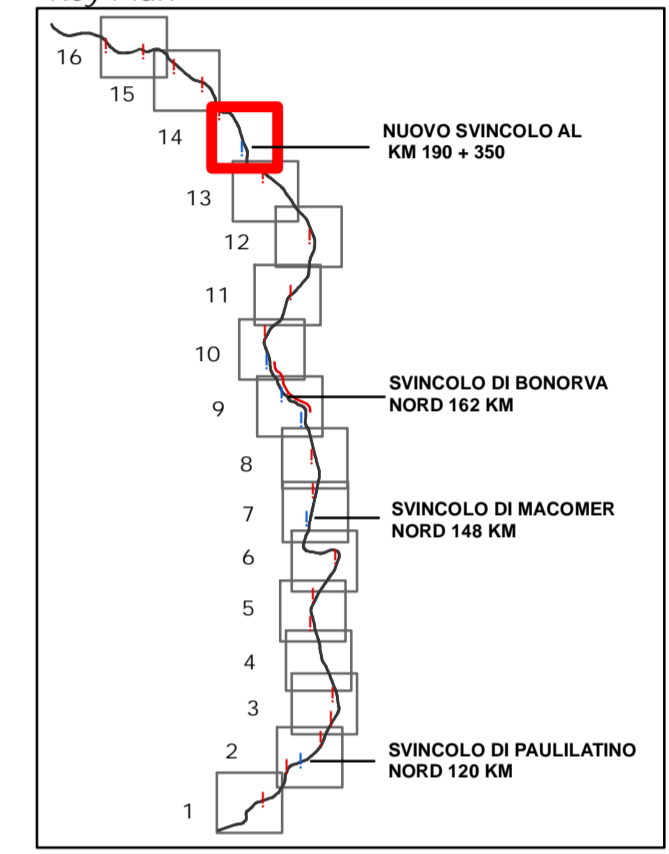 16
15
14
NUOVO SVINCOLO AL
KM 190 + 350
13
12
11
10
SVINCOLO DI BONORVA
NORD 162 KM
9
8
7
SVINCOLO DI MACOMER
NORD 148 KM
6
5
4
3
2
SVINCOLO DI PAULILATINO
NORD 120 KM
1